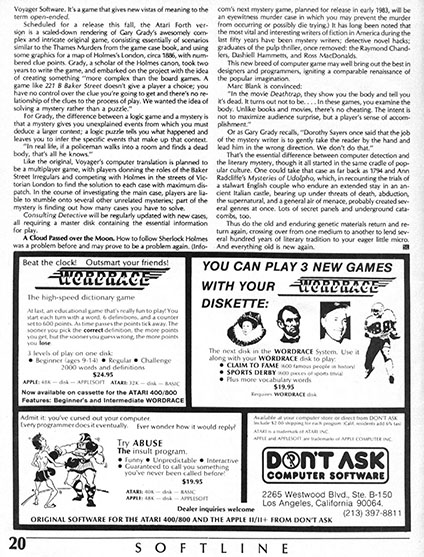 Voyager Software. It's a game that gives new vistas of meaning to the
term open-ended.
Scheduled for a release this fall, the Atari Forth ver-
sion is a scaled-down rendering of Gary Grady's awesomely com-
plex and intricate original game, consisting essentially of scenarios
similar to the Thames Murders from the game case book, and using
some graphics for a map of Holmes's London, circa 1886, with num-
bered clue points. Grady, a scholar of the Holmes canon, took two
years to write the game, and embarked on the project with the idea
of creating something "more complex than the board games. A
game like 221 B Baker Street doesn't give a player a choice; you
have no control over the clue you're going to get and there's no re-
lationship of the clues to the process of play. We wanted the idea of
solving a mystery rather than a puzzle."
For Grady, the difference between a logic game and a mystery is
that a mystery gives you unexplained events from which you must
deduce a larger context; a logic puzzle tells you what happened and
leaves you to infer the specific events that make up that context.
"In real life, if a policeman walks into a room and finds a dead
body, that's all he knows."
Like the original, Voyager's computer translation is planned to
be a multiplayer game, with players donning the roles of the Baker
Street Irregulars and competing with Holmes in the streets of Vic-
torian London to find the solution to each case with maximum dis-
patch. In the course of investigating the main case, players are lia-
ble to stumble onto several other unrelated mysteries; part of the
mystery is finding out how many cases you have to solve.
Consulting Detective will be regularly updated with new cases,
all requiring a master disk containing the essential information
for play.
A Cloud Passed over the Moon. How to follow Sherlock Holmes
was a problem before and may prove to be a problem again. (Info-
com's next mystery game, planned for release in early 1983, will be
an eyewitness murder case in which you may prevent the murder
from occurring or possibly die trying.) It has long been noted that
the most vital and interesting writers of fiction in America during the
last fifty years have been mystery writers; detective novel hacks;
graduates of the pulp thriller, once removed: the Raymond Chand-
lers, Dashiell Hammetts, and Ross MacDonalds.
This new breed of computer game may well bring out the best in
designers and programmers, igniting a comparable renaissance of
the popular imagination.
Marc Blank is convinced:
"In the movie Deathtrap, they show you the body and tell you
it's dead. It turns out not to be. . . . In these games, you examine the
body. Unlike books and movies, there's no cheating. The intent is
not to maximize audience surprise, but a player's sense of accom-
plishment."
Or as Gary Grady recalls, "Dorothy Sayers once said that the job
of the mystery writer is to gently take the reader by the hand and
lead him in the wrong direction. We don't do that."
That's the essential difference between computer detection and
the literary mystery, though it all started in the same cradle of pop-
ular culture. One could take that case as far back as 1794 and Ann
Radcliffe's Mysteries of Udolpho, which, in recounting the trials of
a stalwart English couple who endure an extended stay in an an-
cient Italian castle, bearing up under threats of death, abduction,
the supernatural, and a general air of menace, probably created sev-
eral genres at once. Lots of secret panels and underground cata-
combs, too.
Thus do the old and enduring genetic materials return and re-
turn again, crossing over from one medium to another to lend sev-
eral hundred years of literary tradition to your eager little micro.
And everything old is new again.
Beat the clock! Outsmart your friends!
WORDRACE
The high-speed dictionary game
At last, an educational game that's really fun to play! You
start each turn with a word, 6 definitions, and a counter
set to 600 points. As time passes the points tick away. The
sooner you pick the correct definition, the more points
you get, but the sooner you guess wrong, the more points
you lose.
3 levels of play on one disk:
• Beginner (ages 9-14) • Regular • Challenge
2000 words and definitions
$24.95
APPLE: 48K — disk — APPLESOFT ATARI: 32K — disk — BASIC
Now available on cassette for the ATARI 400/800
Features: Beginner's and Intermediate WORDRACE
YOU CAN PLAY 3 NEW GAMES
WITH YOUR WORDRACE
DISKETTE:
The next disk in the WORDRACE System. Use it
along with your WORDRACE disk to play:
• CLAIM TO FAME (600 famous people in history)
• SPORTS DERBY (600 pieces of sports trivia)
• Plus more vocabulary words
$19.95
Requires WORDRACE disk
Admit it: you've cursed out your computer.
Every programmer does it eventually. Ever wonder how it would reply?
Try ABUSE
The insult program.
• Funny • Unpredictable • Interactive
• Guaranteed to call you something
you've never been called before!
$19.95
ATARI: 40K — disk — BASIC
APPLE: 48K — disk — APPLESOFT
Dealer inquiries welcome
ORIGINAL SOFTWARE FOR THE ATARI 400/800 AND THE APPLE II/II+ FROM DON'T ASK
Available at your computer store or direct from DON'T ASK
Include $2.00 shipping for each program. (Calif. residents add 6% tax)
ATARI is a trademark of ATARI INC.
APPLE and APPLESOFT are trademarks of APPLE COMPUTER INC.
DON'T ASK
COMPUTER SOFTWARE
2265 Westwood Blvd., Ste. B-150
Los Angeles, California 90064.
(213) 397-8811
20
SOFTLINE